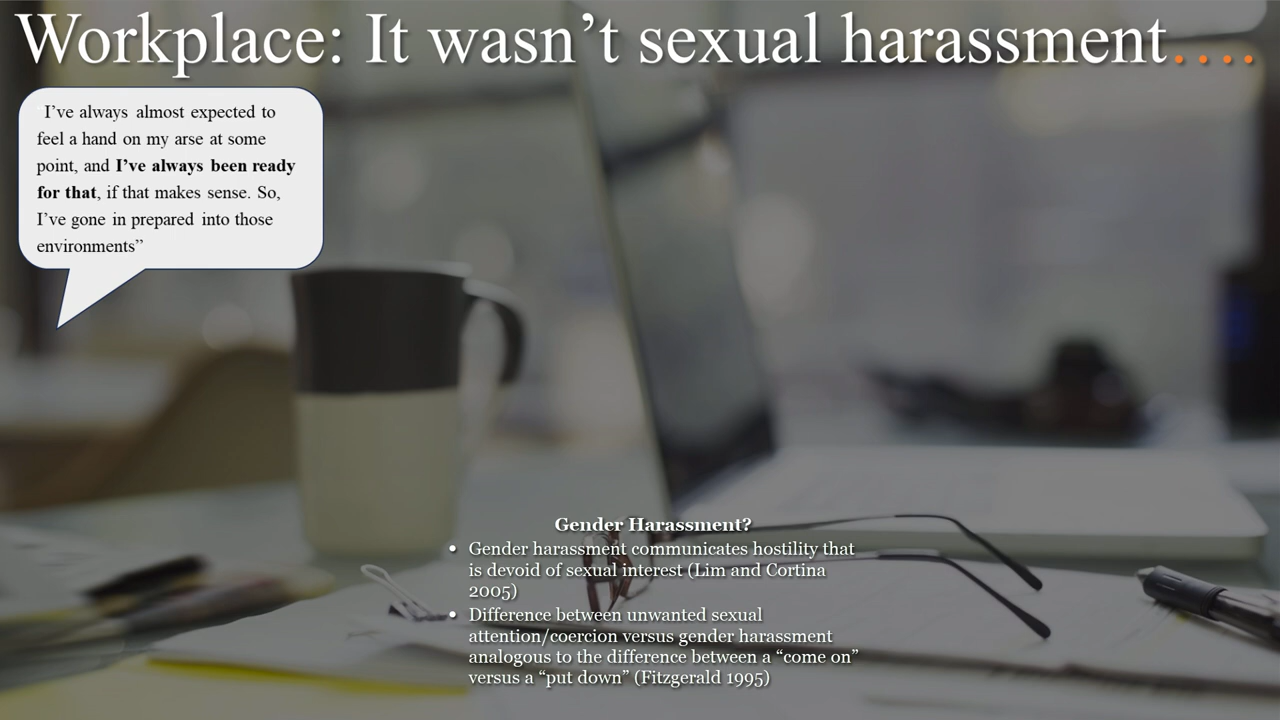 Workplace: It wasn’t sexual harassment….
I’ve always almost expected to
feel a hand on my arse at some
point, and I’ve always been ready
for that, if that makes sense. So,
I’ve gone in prepared into those
environments”
Gender Harassment?
• Gender harassment communicates hostility that
is devoid of sexual interest (Lim and Cortina
2005)
• Difference between unwanted sexual
attention/coercion versus gender harassment
analogous to the difference between a “come on”
versus a “put down” (Fitzgerald 1995)